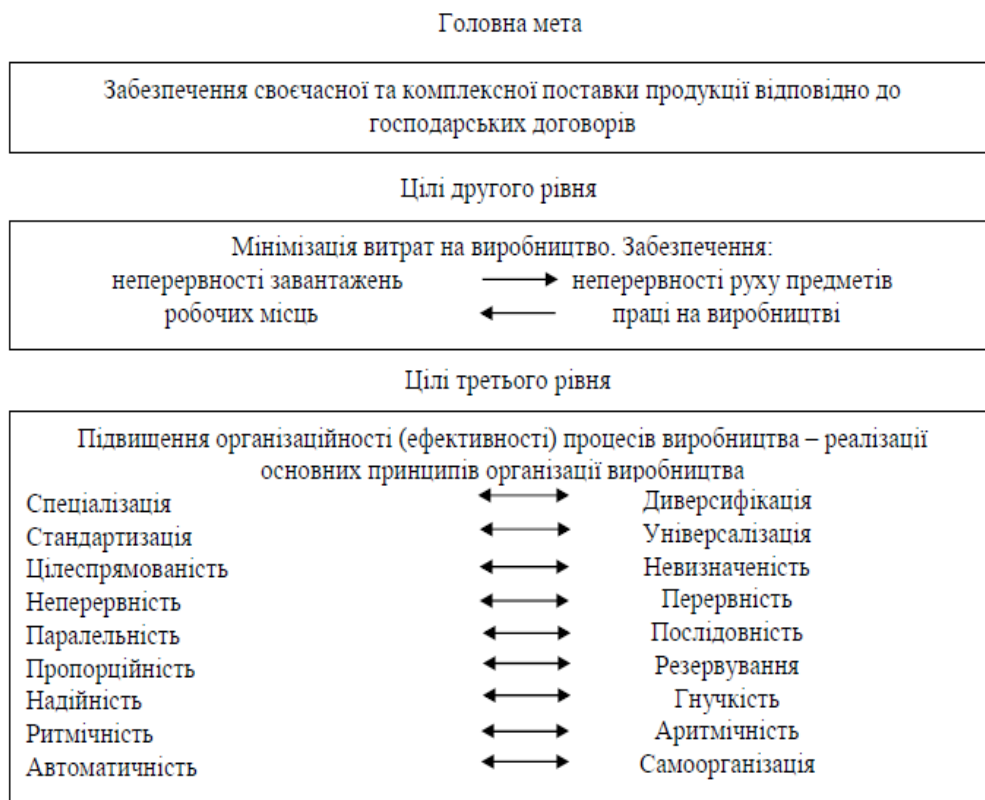 Головна мета
Забезпечення своєчасної та комплексної поставки продукції відповідно до
господарських договорів
Цілі другого рівня
Мінімізація витрат на виробництво. Забезпечення:
неперервності завантажень неперервності руху предметів
робочих місць праці на виробництві
Цілі третього рівня
Підвищення організаційності (ефективності) процесів виробництва – реалізації
основних принципів організації виробництва
Спеціалізація Диверсифікація
Стандартизація Універсалізація
Цілеспрямованість Невизначеність
Неперервність Перервність
Паралельність Послідовність
Пропорційність Резервування
Надійність Гнучкість
Ритмічність Аритмічність
Автоматичність Самоорганізація